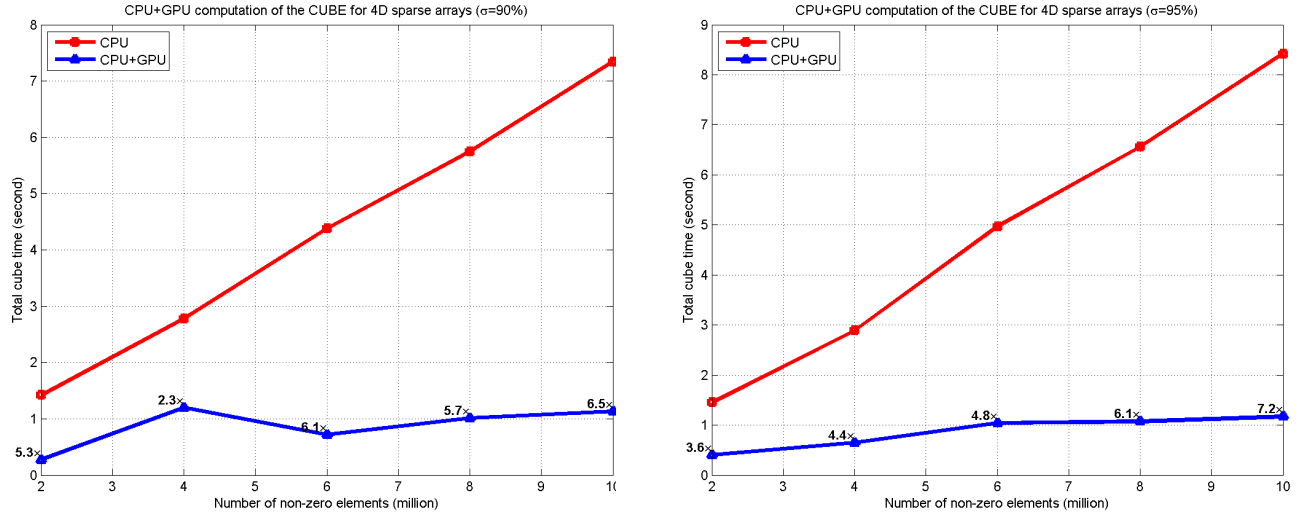 CPU+GPU computation of the CUBE for 4D sparse arrays (σ=90%)
8
7
6
5
4
3
2
1
0
Total cube time (second)
CPU
CPU+GPU
5.3×
2.3×
6.1×
5.7×
6.5×
2 3 4 5 6 7 8 9 10
Number of non-zero elements (million)
CPU+GPU computation of the CUBE for 4D sparse arrays (σ=95%)
9
8
7
6
5
4
3
2
1
0
Total cube time (second)
CPU
CPU+GPU
3.6×
4.4×
4.8×
6.1×
7.2×
2 3 4 5 6 7 8 9 10
Number of non-zero elements (million)